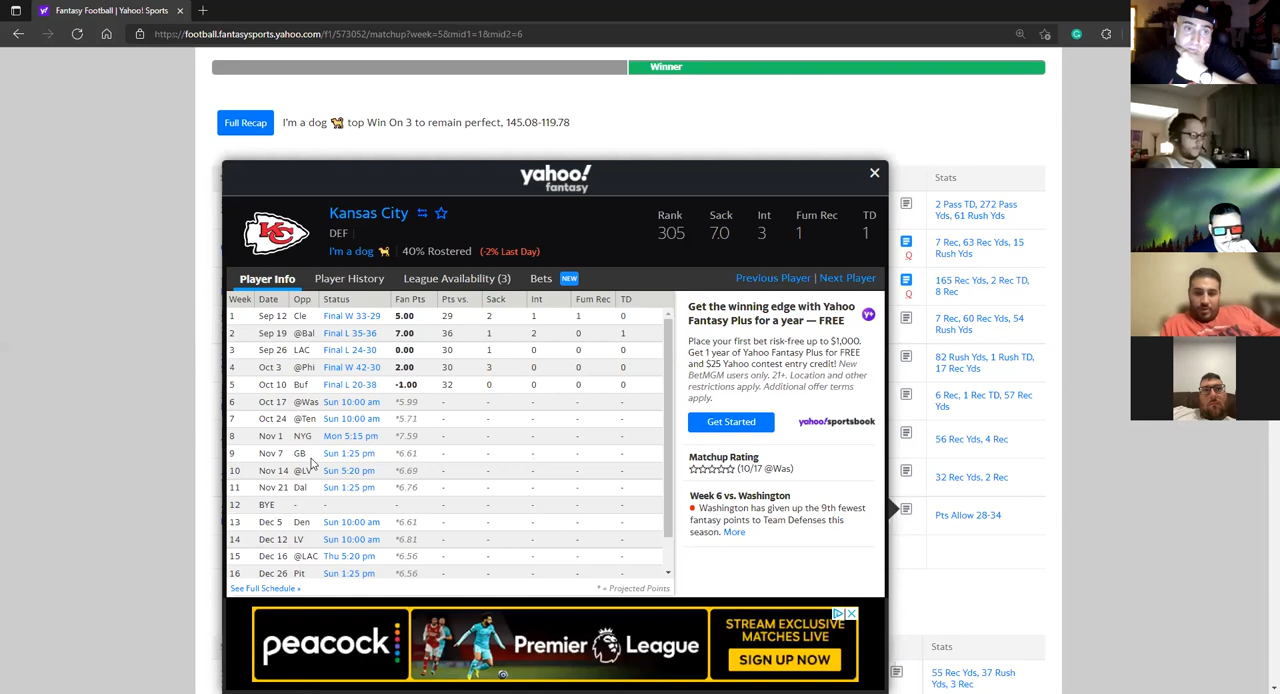 Fantasy Football | Yahoo! Sports
https://football.fantasysports.yahoo.com/f1/573052/matchup?week=5&mid1=1&mid2=6
Winner
Full Recap
I'm a dog 🐕 top Win On 3 to remain perfect, 145.08-119.78
yahoo!
fantasy
Kansas City
DEF
I'm a dog 🐕 40% Rostered (-2% Last Day)
Rank Sack Int Fum Rec TD
305 7.0 3 1 1
KC
Player Info Player History League Availability (3) Bets NEW
Previous Player | Next Player
Week Date Opp Status Fan Pts Pts vs. Sack Int Fum Rec TD
1 Sep 12 Cle Final W 33-29 5.00 29 2 1 1 0
2 Sep 19 @Bal Final L 35-36 7.00 36 1 2 0 1
3 Sep 26 LAC Final L 24-30 0.00 30 1 0 0 0
4 Oct 3 @Phi Final W 42-30 2.00 30 3 0 0 0
5 Oct 10 Buf Final L 20-38 -1.00 32 0 0 0 0
6 Oct 17 @Was Sun 10:00 am *5.99 - - - - -
7 Oct 24 @Ten Sun 10:00 am *5.71 - - - - -
8 Nov 1 NYG Mon 5:15 pm *7.59 - - - - -
9 Nov 7 GB Sun 1:25 pm *6.61 - - - - -
10 Nov 14 @LV Sun 5:20 pm *6.69 - - - - -
11 Nov 21 Dal Sun 1:25 pm *6.76 - - - - -
12 BYE - - - - - - - -
13 Dec 5 Den Sun 10:00 am *6.61 - - - - -
14 Dec 12 LV Sun 10:00 am *6.81 - - - - -
15 Dec 16 @LAC Thu 5:20 pm *6.56 - - - - -
16 Dec 26 Pit Sun 1:25 pm *6.56 - - - - -
See Full Schedule »
* = Projected Points
Get the winning edge with Yahoo
Fantasy Plus for a year — FREE
Y+
Place your first bet risk-free up to $1,000.
Get 1 year of Yahoo Fantasy Plus for FREE
and $25 Yahoo contest entry credit! New
BetMGM users only. 21+. Location and other
restrictions apply. Additional offer terms
apply.
Get Started
yahoo!sportsbook
Matchup Rating
(10/17 @Was)
Week 6 vs. Washington
Washington has given up the 9th fewest
fantasy points to Team Defenses this
season. More
peacock
Premier League
STREAM EXCLUSIVE
MATCHES LIVE
SIGN UP NOW
Stats
2 Pass TD, 272 Pass
Yds, 61 Rush Yds
7 Rec, 63 Rec Yds, 15
Rush Yds
Q
165 Rec Yds, 2 Rec TD,
8 Rec
Q
7 Rec, 60 Rec Yds, 54
Rush Yds
82 Rush Yds, 1 Rush TD,
17 Rec Yds
6 Rec, 1 Rec TD, 57 Rec
Yds
56 Rec Yds, 4 Rec
32 Rec Yds, 2 Rec
Pts Allow 28-34
Stats
55 Rec Yds, 37 Rush
Yds, 3 Rec